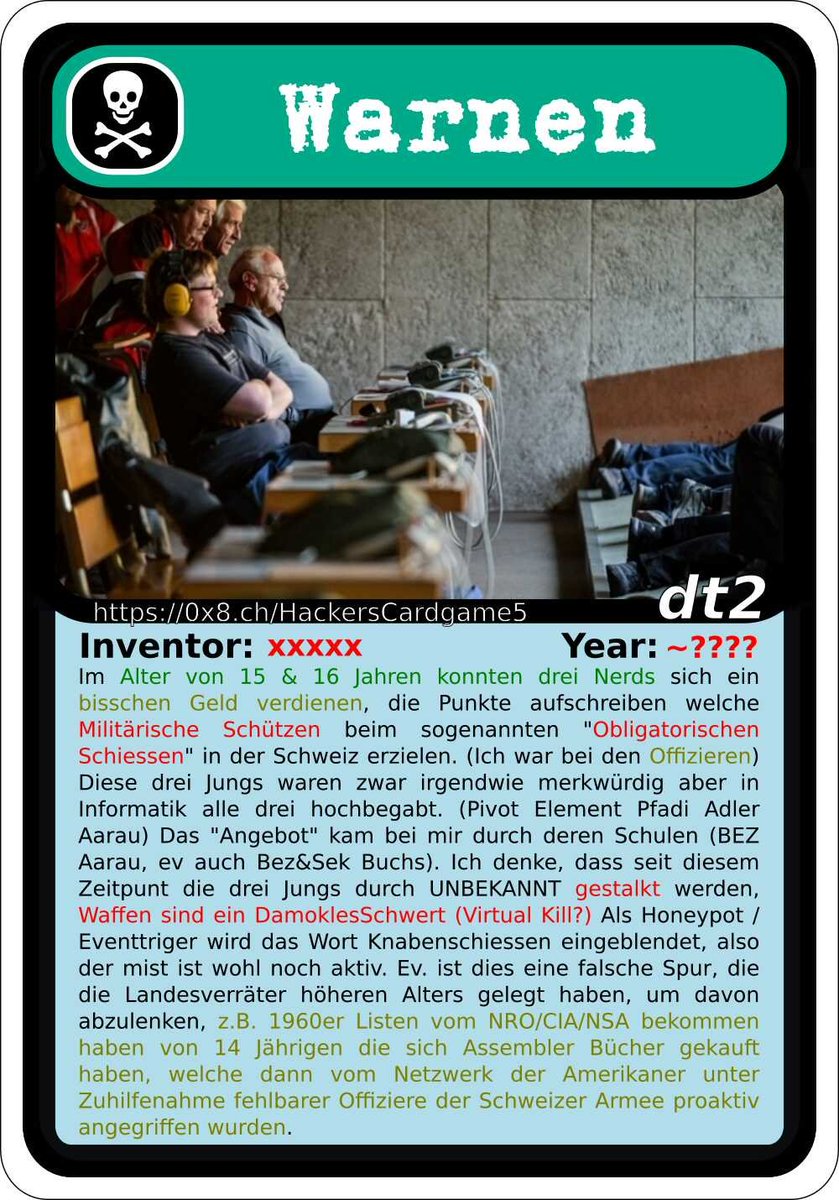 Warnen
https://0x8.ch/HackersCardgame5
dt2
Inventor: xxxxx
Year: ~????
Im Alter von 15 & 16 Jahren konnten drei Nerds sich ein
bisschen Geld verdienen, die Punkte aufschreiben welche
Militärische Schützen beim sogenannten "Obligatorischen
Schiessen" in der Schweiz erzielen. (Ich war bei den Offizieren)
Diese drei Jungs waren zwar irgendwie merkwürdig aber in
Informatik alle drei hochbegabt. (Pivot Element Pfadi Adler
Aarau) Das "Angebot" kam bei mir durch deren Schulen (BEZ
Aarau, ev auch Bez&Sek Buchs). Ich denke, dass seit diesem
Zeitpunt die drei Jungs durch UNBEKANNT gestalkt werden,
Waffen sind ein DamoklesSchwert (Virtual Kill?) Als Honeypot /
Eventtriger wird das Wort Knabenschiessen eingeblendet, also
der mist ist wohl noch aktiv. Ev. ist dies eine falsche Spur, die
die Landesverräter höheren Alters gelegt haben, um davon
abzulenken, z.B. 1960er Listen vom NRO/CIA/NSA bekommen
haben von 14 Jährigen die sich Assembler Bücher gekauft
haben, welche dann vom Netzwerk der Amerikaner unter
Zuhilfenahme fehlbarer Offiziere der Schweizer Armee proaktiv
angegriffen wurden.